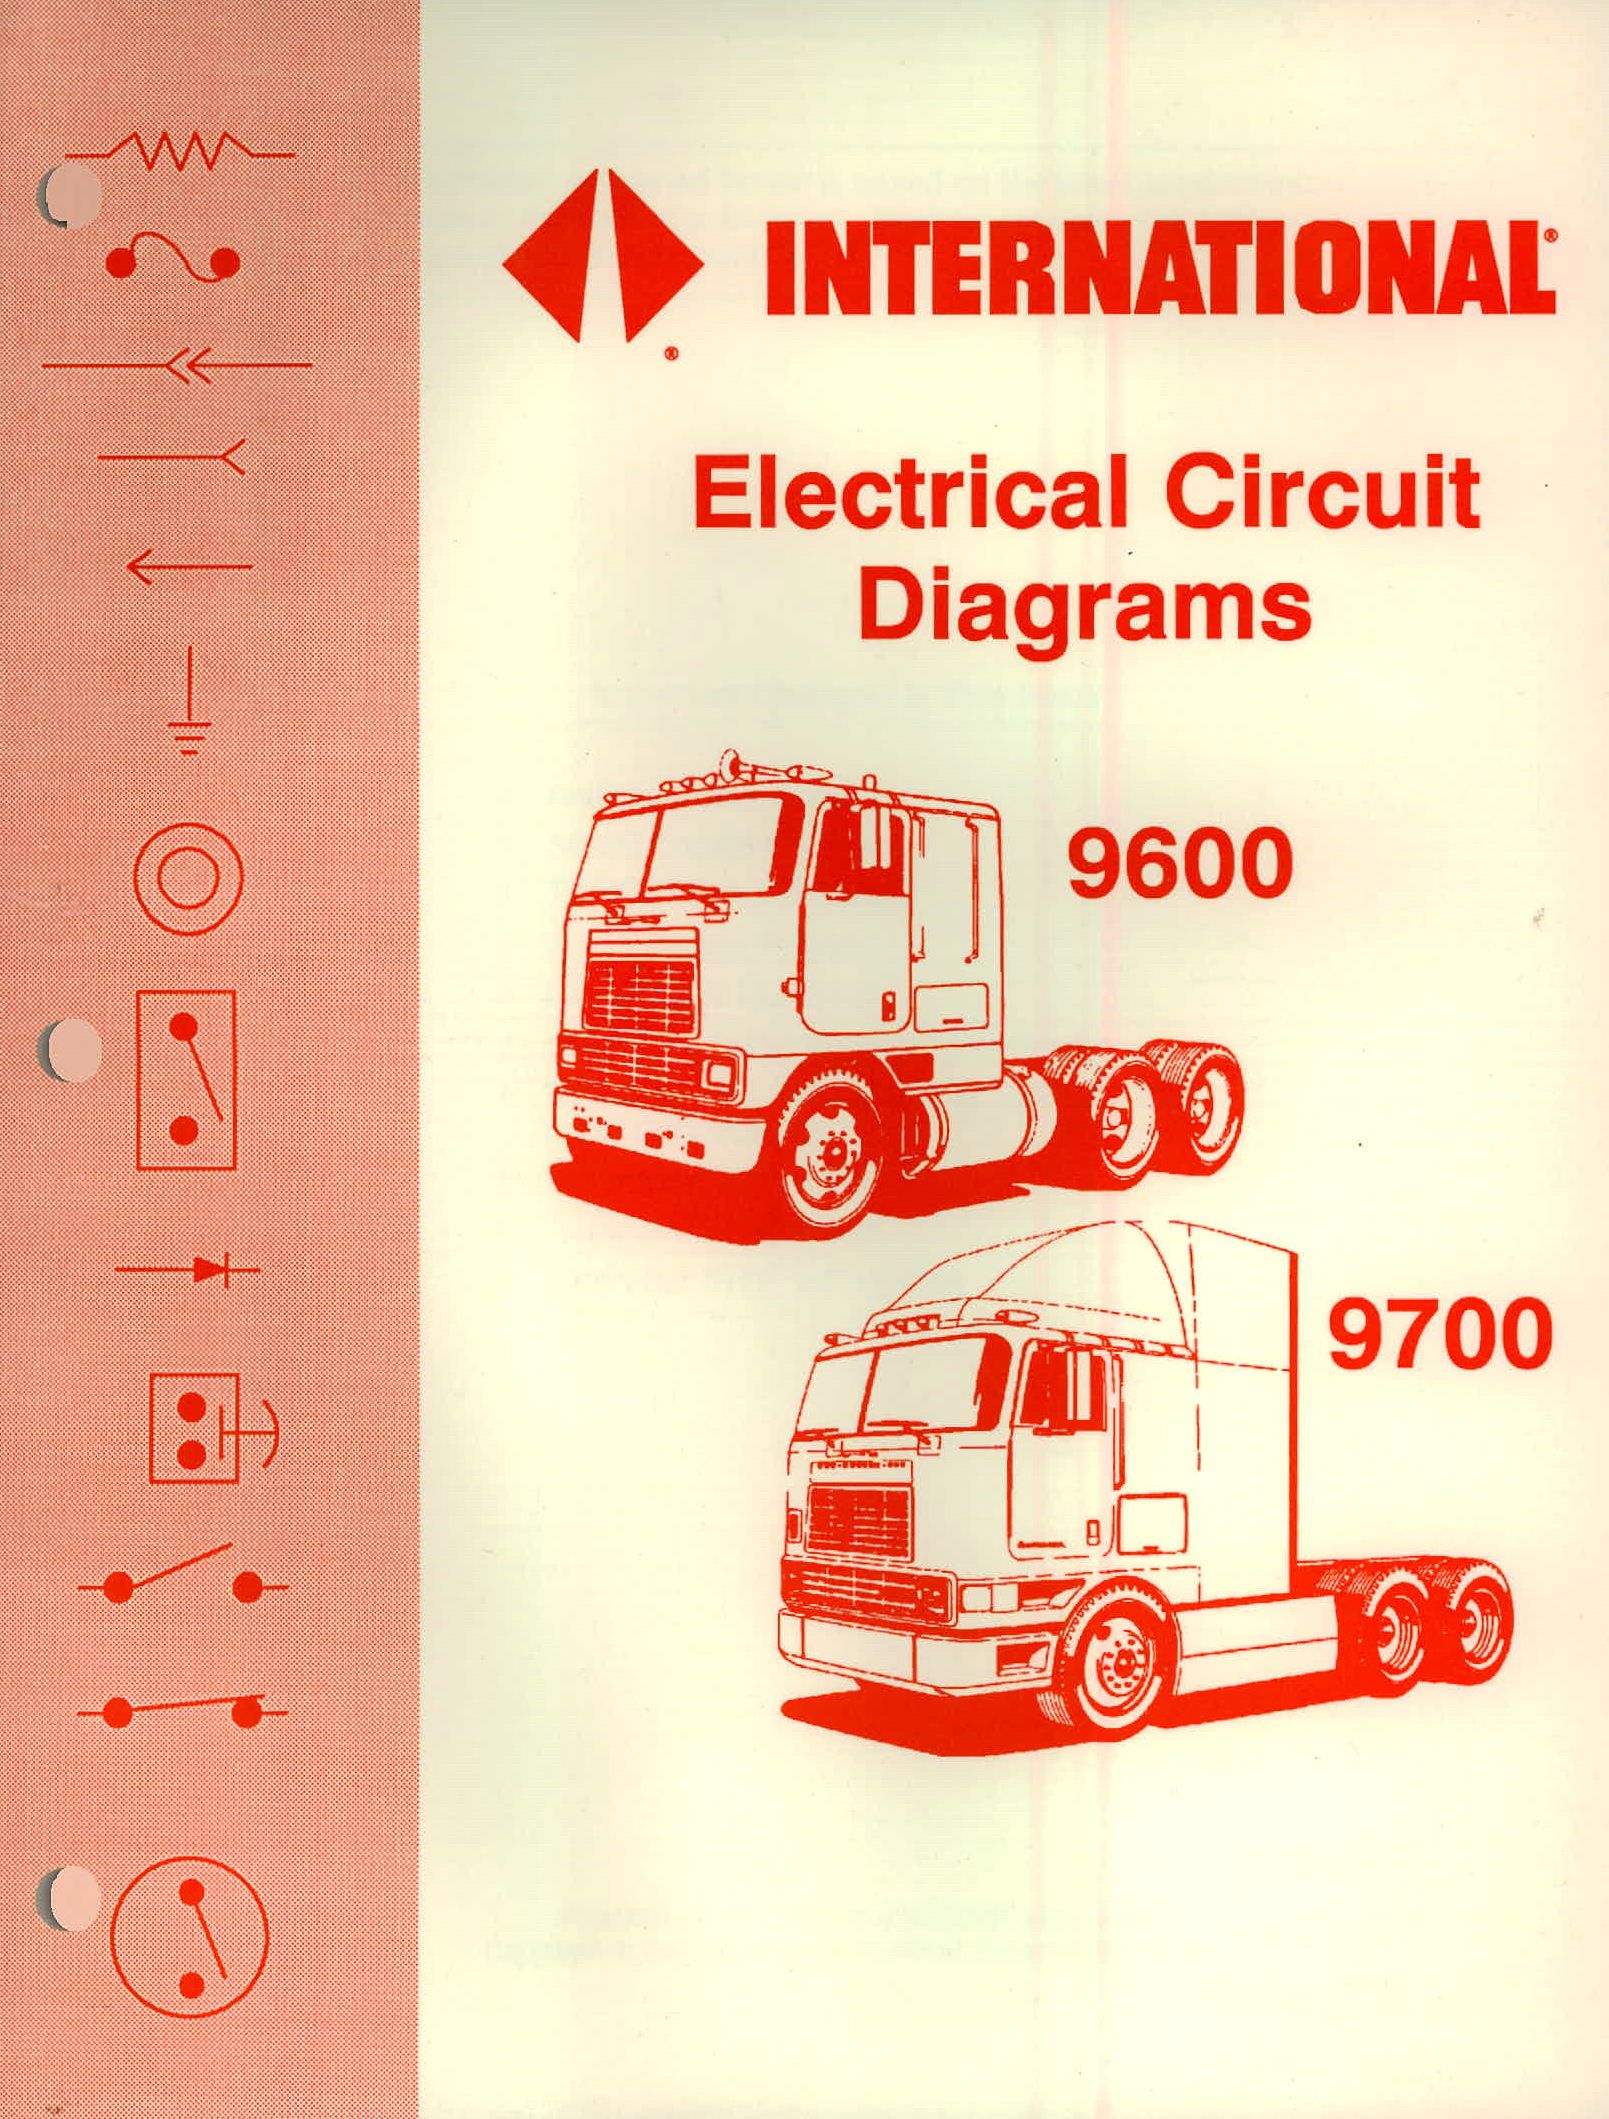 INTERNATIONAL®
®
Electrical Circuit
Diagrams
9600
9700